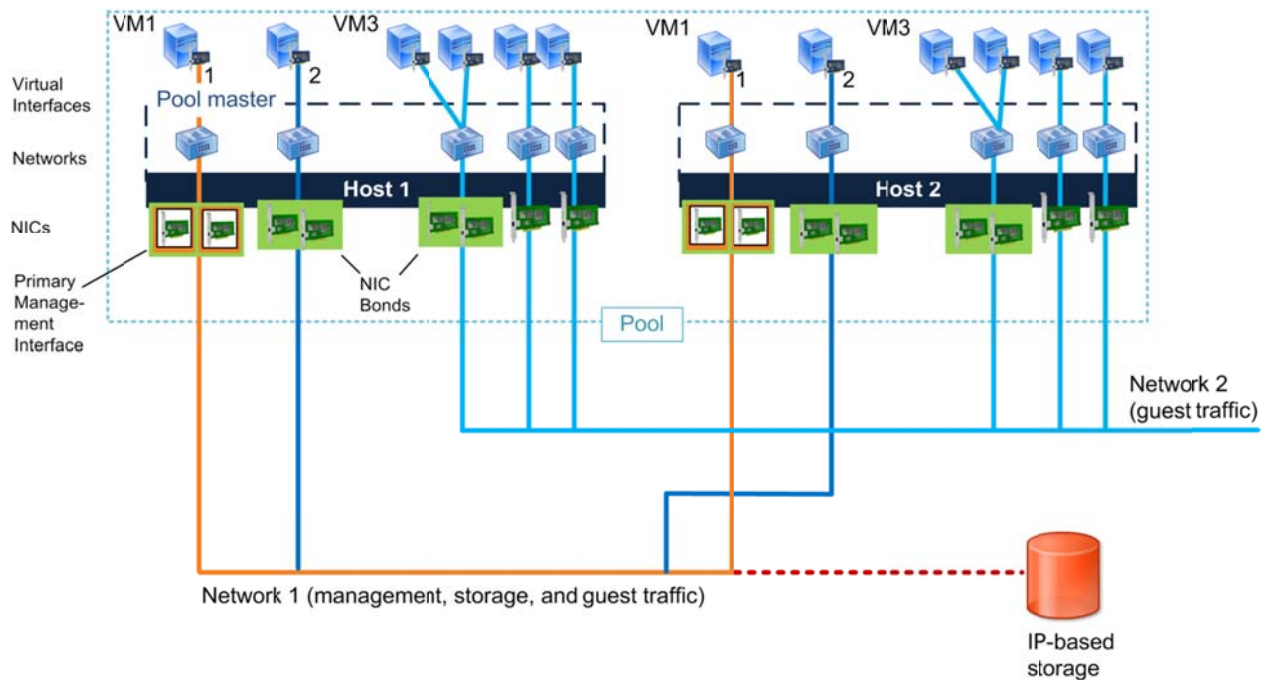 VM1
VM3
VM1
VM3
1
2
1
2
Virtual
Interfaces
Pool master
Networks
Host 1
Host 2
NICs
Primary
Manage-
ment
Interface
NIC
Bonds
Pool
Network 2
(guest traffic)
Network 1 (management, storage, and guest traffic)
IP-based
storage